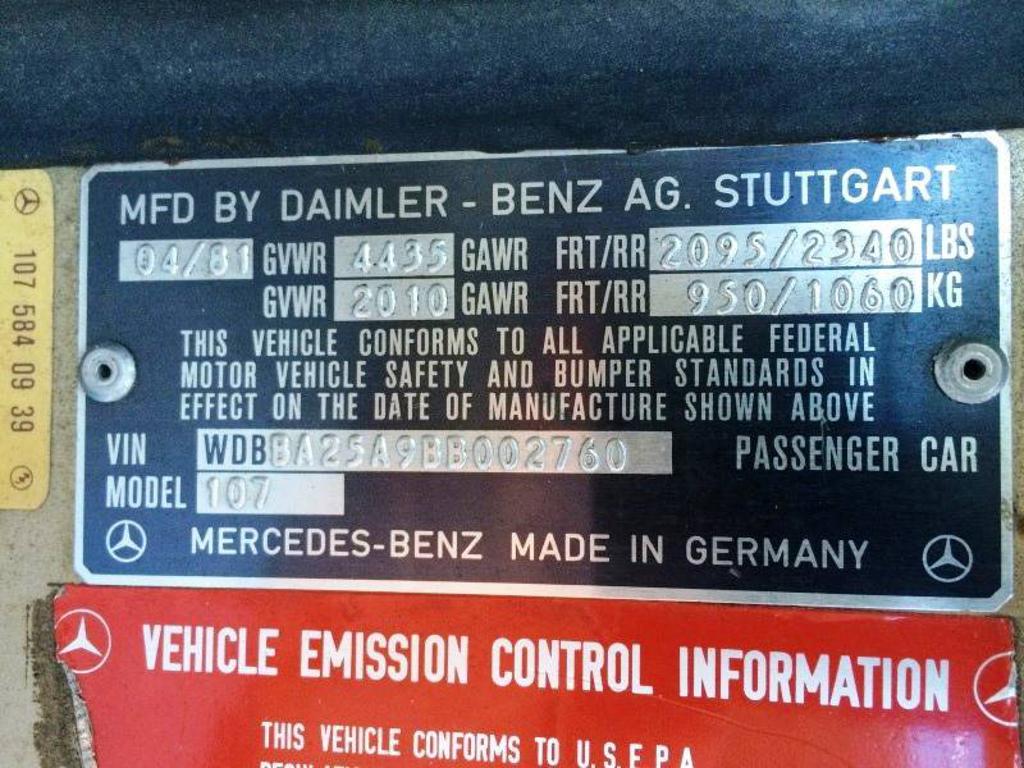 MFD BY DAIMLER - BENZ AG. STUTTGART
04/81 GVWR 4435 GAWR FRT/RR 2095/2340 LBS
GVWR 2010 GAWR FRT/RR 950/1060 KG
THIS VEHICLE CONFORMS TO ALL APPLICABLE FEDERAL
MOTOR VEHICLE SAFETY AND BUMPER STANDARDS IN
EFFECT ON THE DATE OF MANUFACTURE SHOWN ABOVE
VIN WDBBA25A9BB002760 PASSENGER CAR
MODEL 107
MERCEDES-BENZ MADE IN GERMANY
107 584 09 39
VEHICLE EMISSION CONTROL INFORMATION
THIS VEHICLE CONFORMS TO U.S.E P A